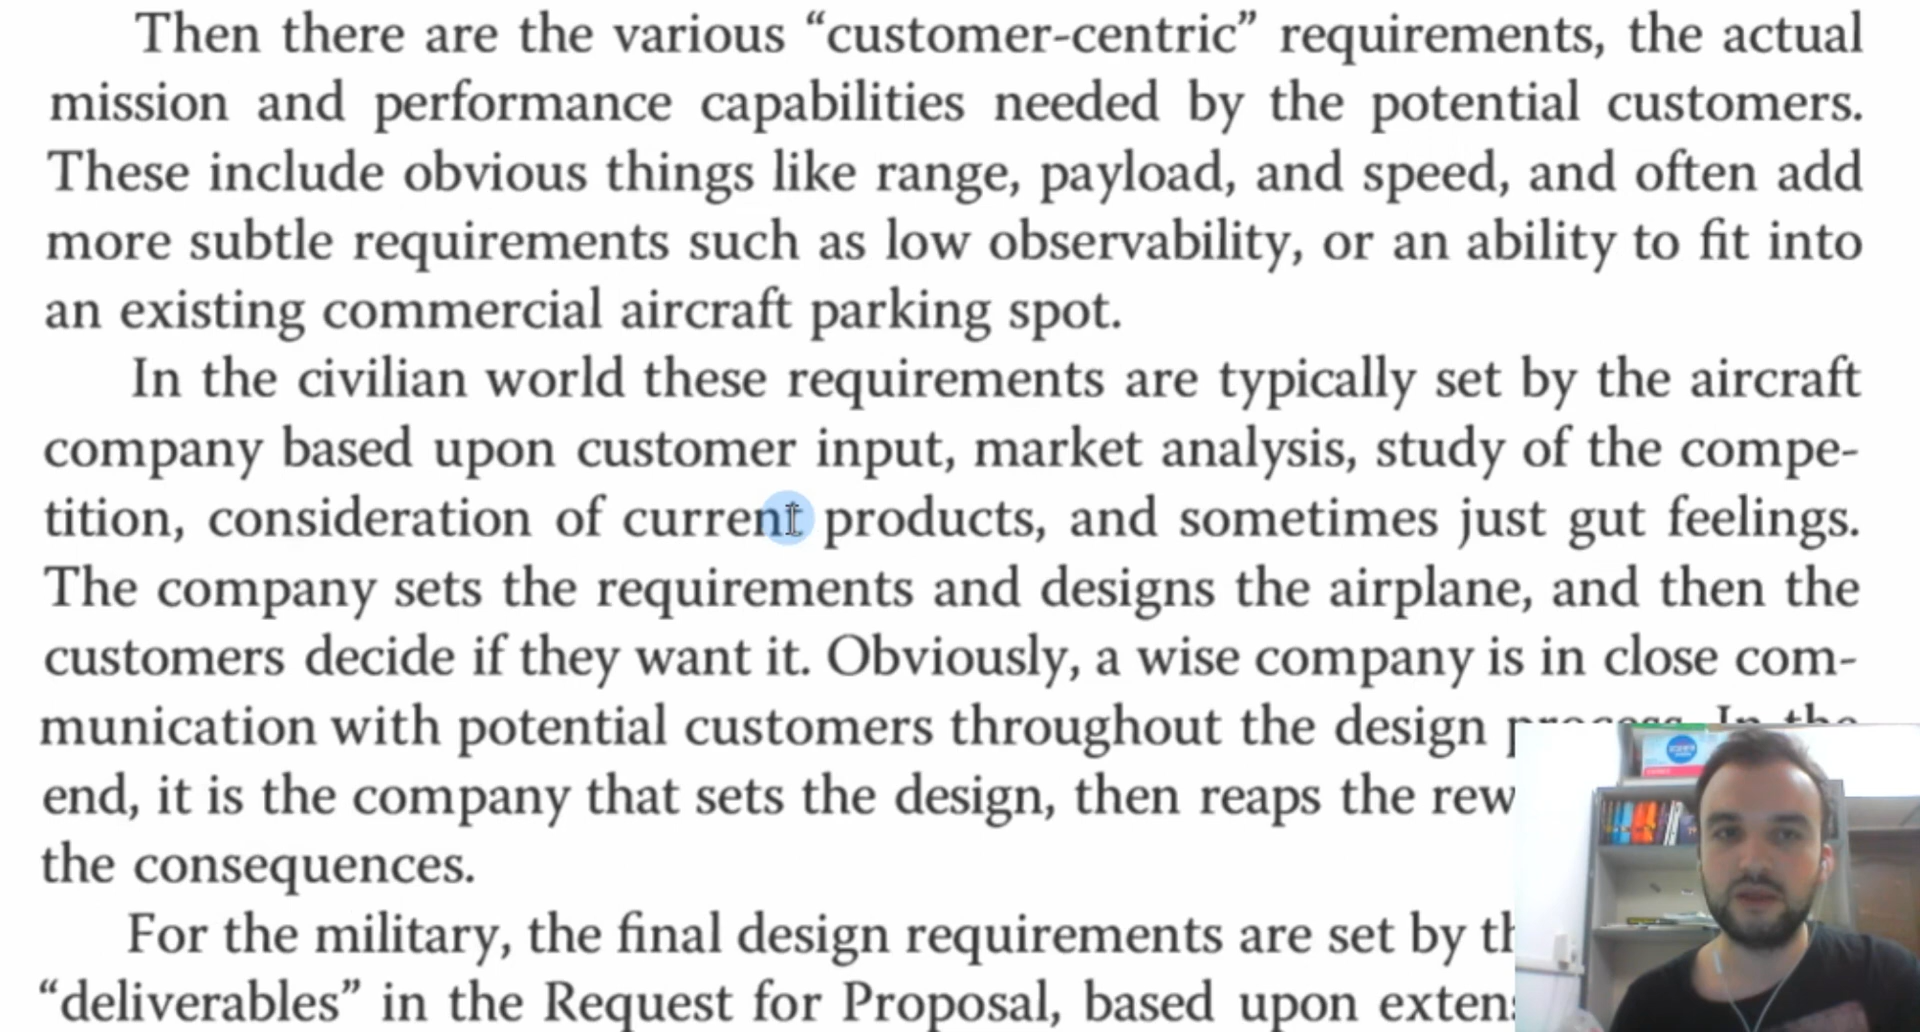 Then there are the various “customer-centric” requirements, the actual
mission and performance capabilities needed by the potential customers.
These include obvious things like range, payload, and speed, and often add
more subtle requirements such as low observability, or an ability to fit into
an existing commercial aircraft parking spot.
In the civilian world these requirements are typically set by the aircraft
company based upon customer input, market analysis, study of the compe-
tition, consideration of current products, and sometimes just gut feelings.
The company sets the requirements and designs the airplane, and then the
customers decide if they want it. Obviously, a wise company is in close com-
munication with potential customers throughout the design process. In the
end, it is the company that sets the design, then reaps the rew
the consequences.
For the military, the final design requirements are set by th
“deliverables” in the Request for Proposal, based upon extens